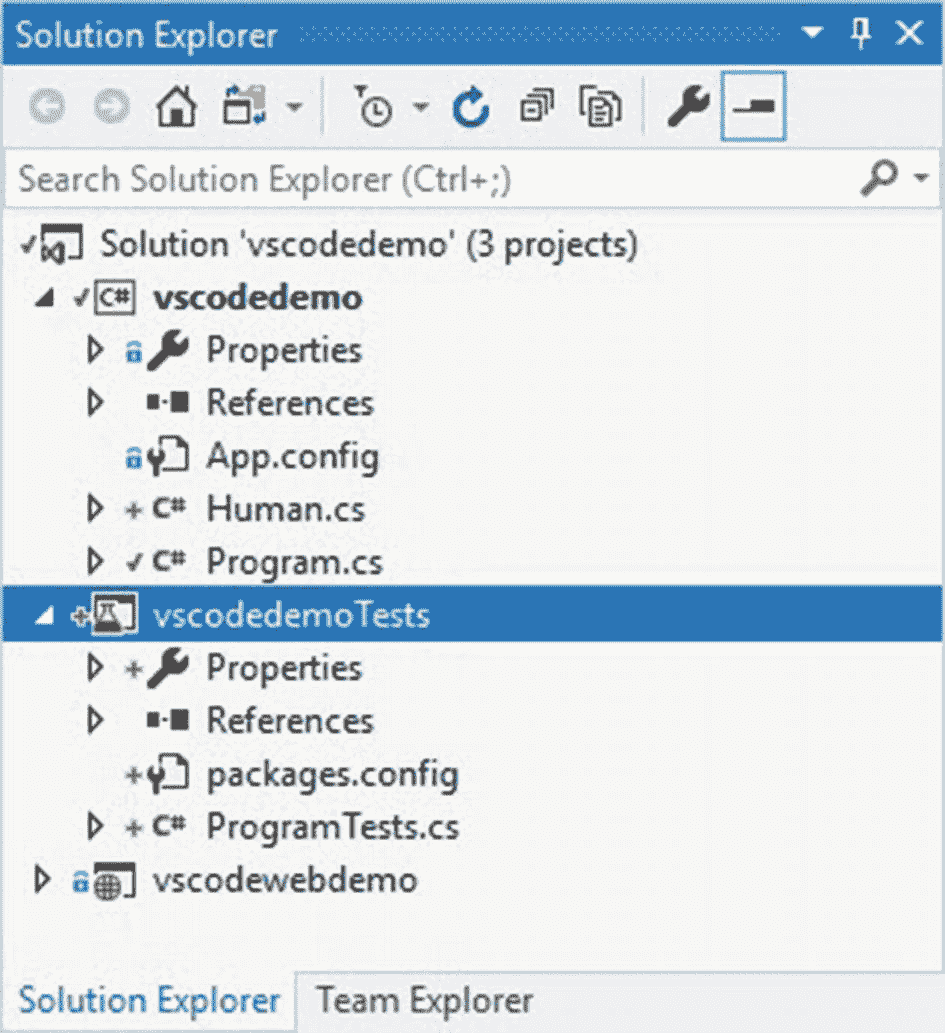 Solution Explorer
Search Solution Explorer (Ctrl+;)
Solution 'vscodedemo' (3 projects)
C# vscodedemo
Properties
References
App.config
C# Human.cs
C# Program.cs
vscodedemoTests
Properties
References
packages.config
C# ProgramTests.cs
vscodewebdemo
Solution Explorer Team Explorer